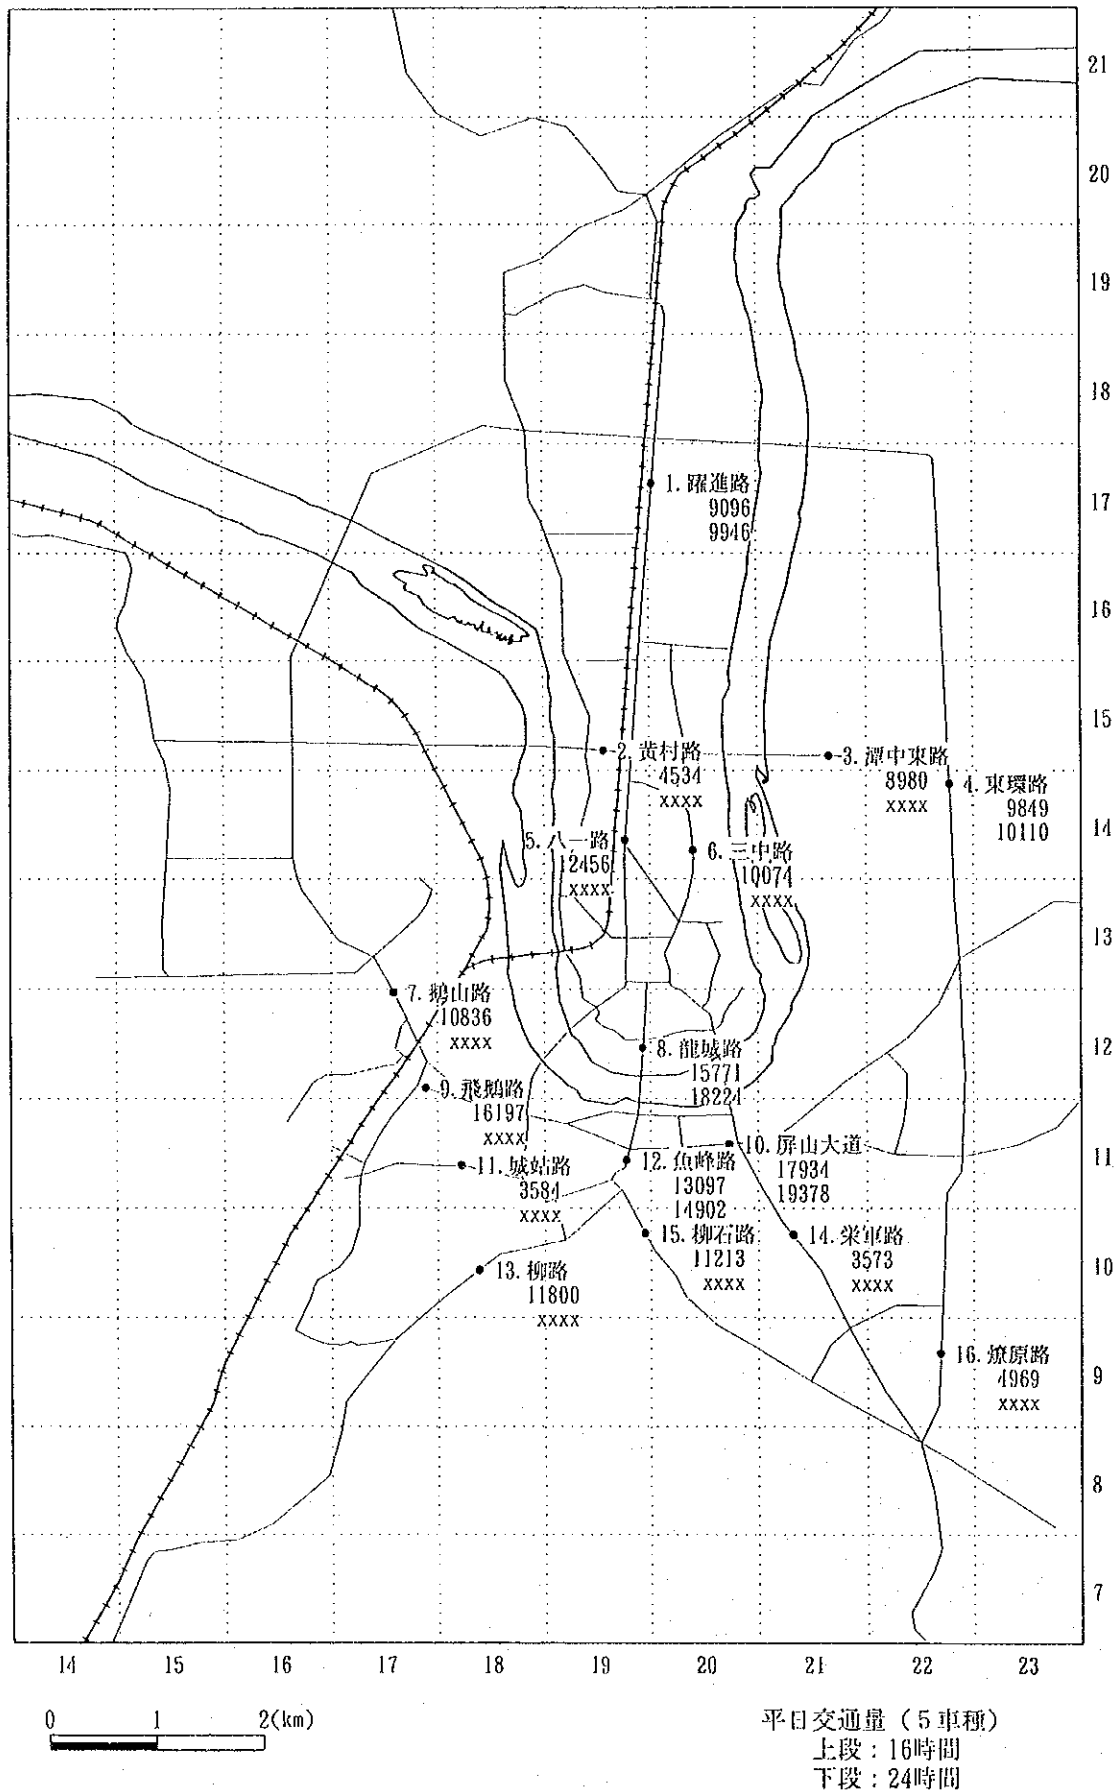 21
20
19
18
1. 躍進路
9096
9946
17
16
15
2. 黄村路
4534
xxxx
3. 潭中東路
8980
xxxx
4. 東環路
9849
10110
5. 八一路
12456
xxxx
6. 三中路
10074
xxxx
14
13
7. 鵝山路
10836
xxxx
8. 龍城路
15771
18224
12
9. 飛鵝路
16197
xxxx
10. 屏山大道
17934
19378
11. 城站路
3584
xxxx
12. 魚峰路
13097
14902
11
13. 柳路
11800
xxxx
15. 柳石路
11213
xxxx
14. 栄軍路
3573
xxxx
10
16. 燎原路
4969
xxxx
9
8
7
14 15 16 17 18 19 20 21 22 23
0 1 2(km)
平日交通量(5車種)
上段:16時間
下段:24時間